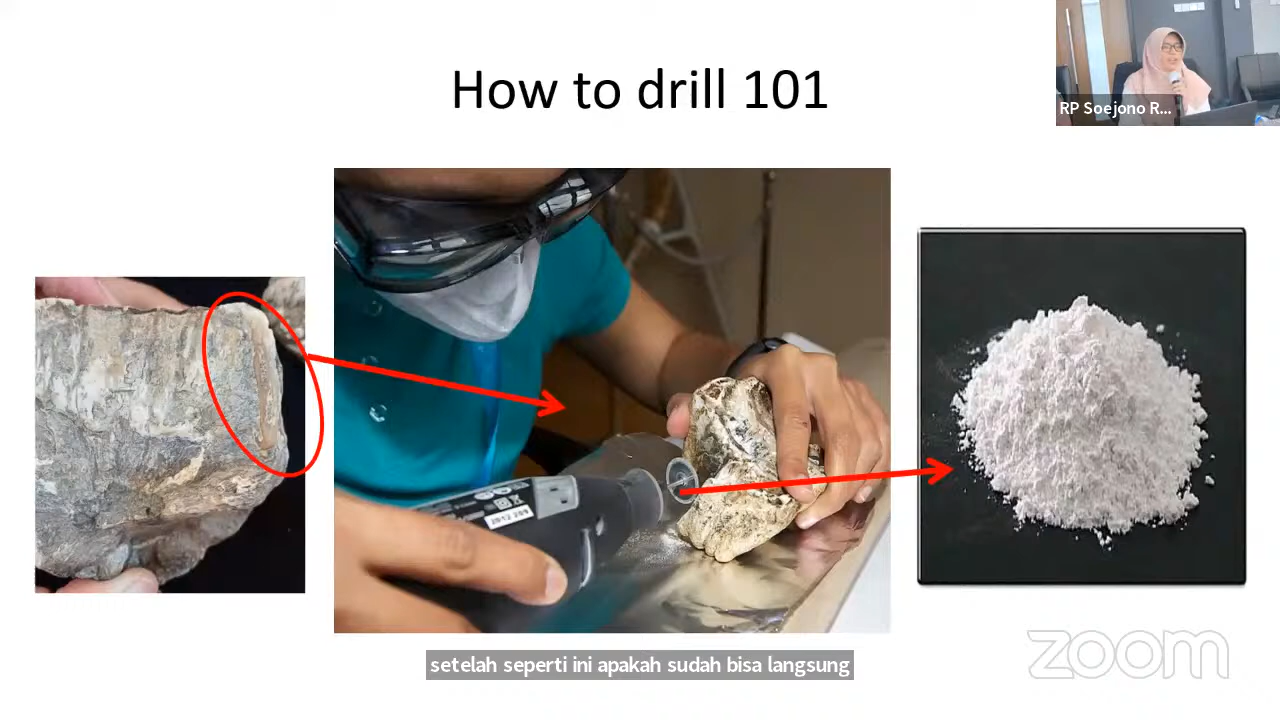 How to drill 101
RP Soejono R...
setelah seperti ini apakah sudah bisa langsung
zoom